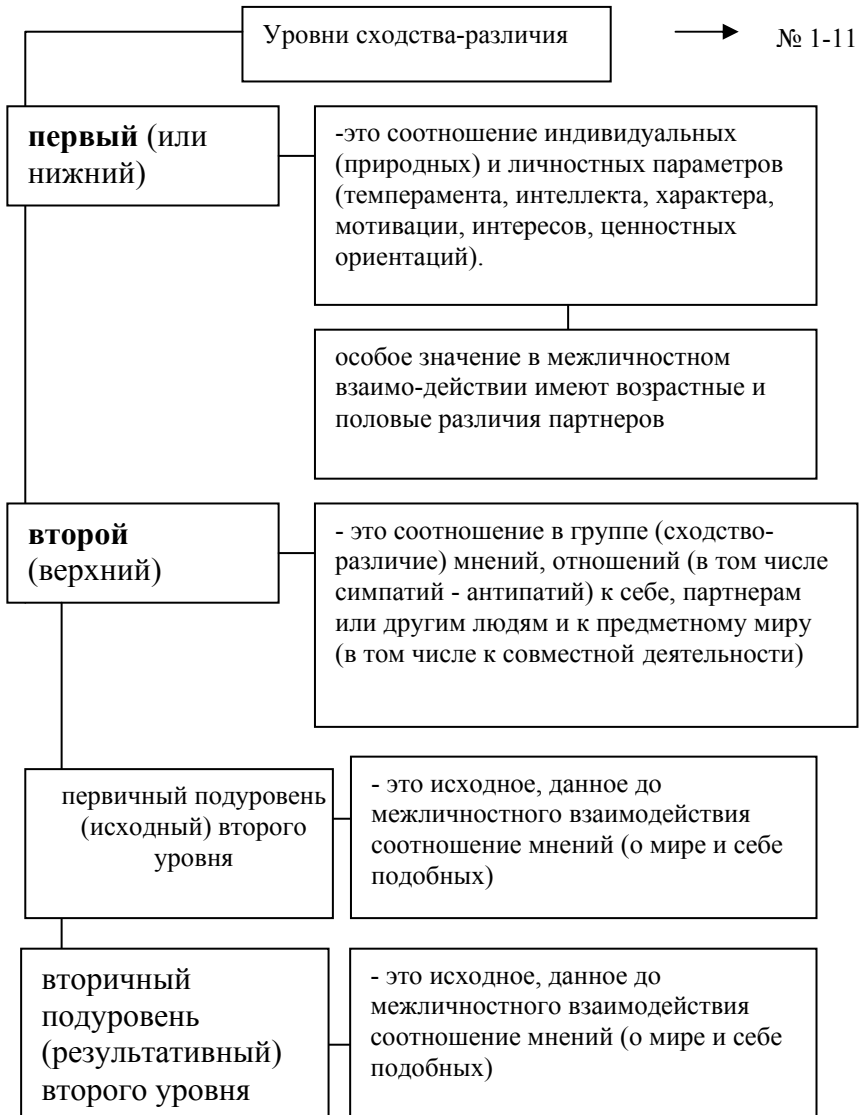 Уровни сходства-различия
№ 1-11
первый (или
нижний)
-это соотношение индивидуальных
(природных) и личностных параметров
(темперамента, интеллекта, характера,
мотивации, интересов, ценностных
ориентаций).
особое значение в межличностном
взаимо-действии имеют возрастные и
половые различия партнеров
второй
(верхний)
- это соотношение в группе (сходство-
различие) мнений, отношений (в том числе
симпатий - антипатий) к себе, партнерам
или другим людям и к предметному миру
(в том числе к совместной деятельности)
первичный подуровень
(исходный) второго
уровня
- это исходное, данное до
межличностного взаимодействия
соотношение мнений (о мире и себе
подобных)
вторичный
подуровень
(результативный)
второго уровня
- это исходное, данное до
межличностного взаимодействия
соотношение мнений (о мире и себе
подобных)